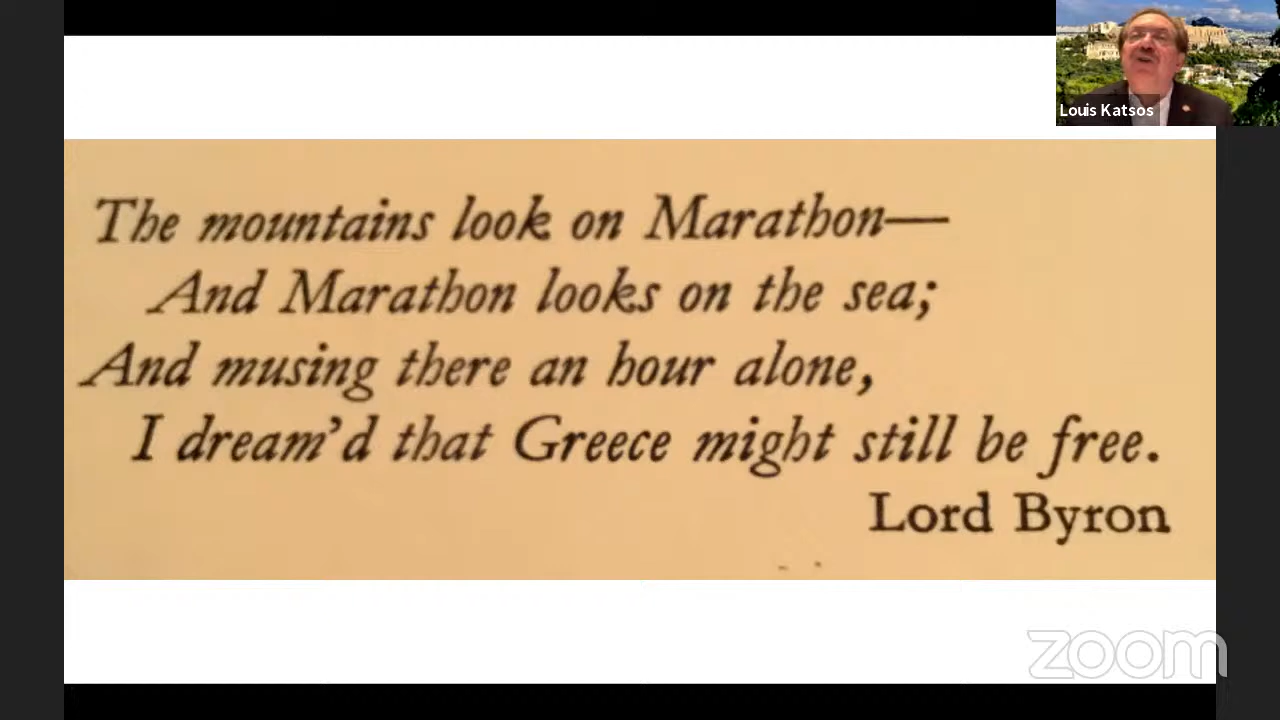 Louis Katsos
The mountains look on Marathon—
And Marathon looks on the sea;
And musing there an hour alone,
I dream'd that Greece might still be free.
Lord Byron
zoom